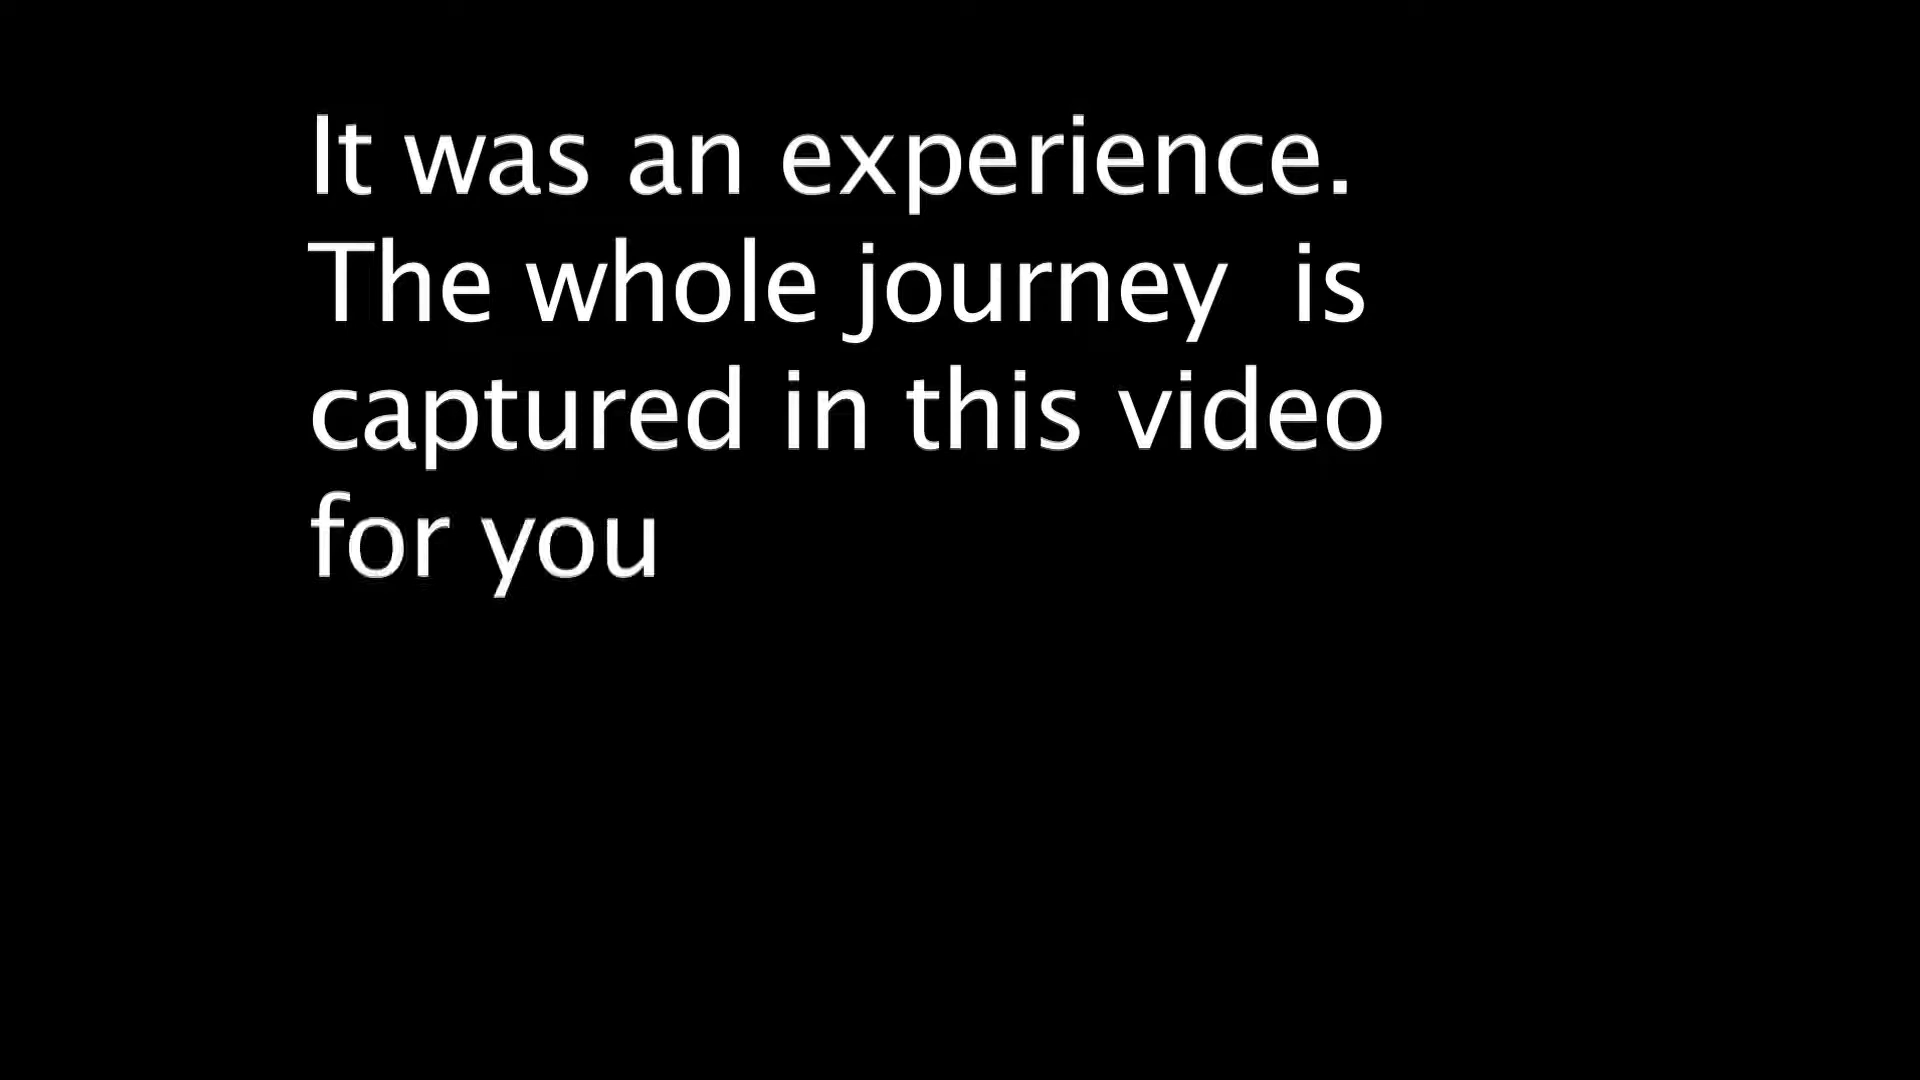 It was an experience.
The whole journey  is
captured in this video
for you